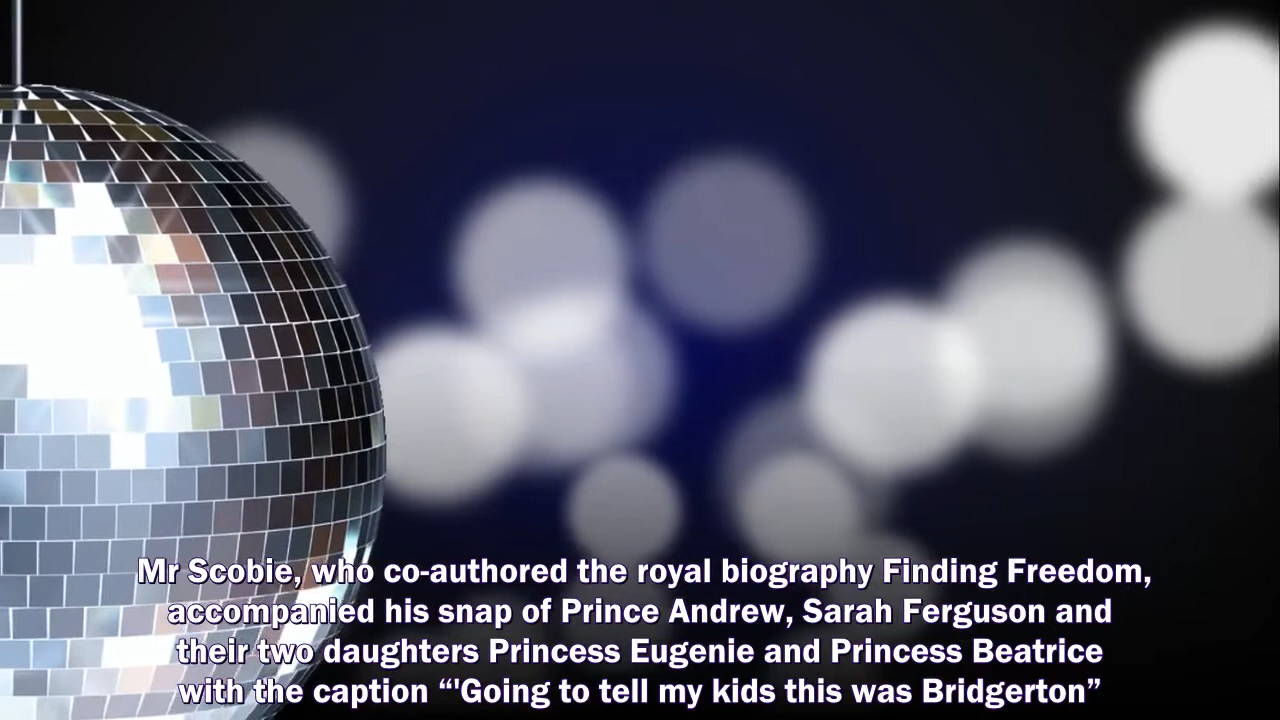 Mr Scobie, who co-authored the royal biography Finding Freedom,
accompanied his snap of Prince Andrew, Sarah Ferguson and
their two daughters Princess Eugenie and Princess Beatrice
with the caption “'Going to tell my kids this was Bridgerton”